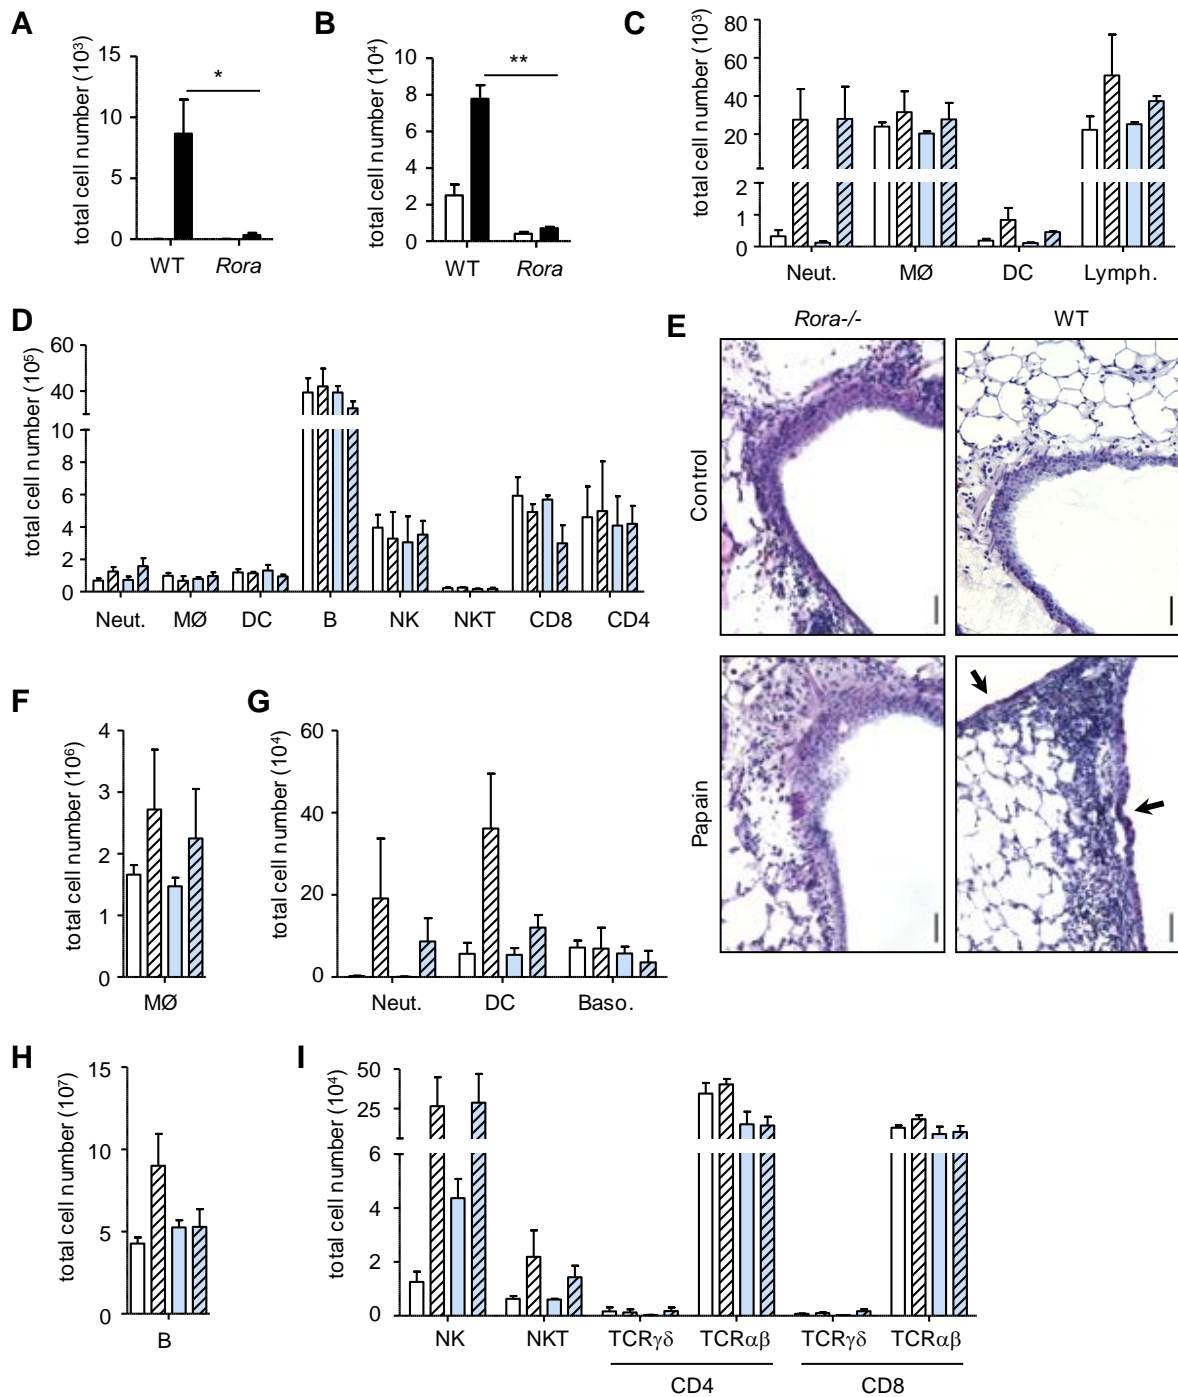 A
total cell number (10³)
15
10
5
0
*
WT
Rora
B
total cell number (10⁴)
8
6
4
2
0
**
WT
Rora
C
total cell number (10³)
80
60
40
20
2
1
0
Neut.
MØ
DC
Lymph.
D
total cell number (10⁵)
60
40
10
8
6
4
2
0
Neut.
MØ
DC
B
NK
NKT
CD8
CD4
E
Rora-/-
WT
Control
Papain
F
total cell number (10⁶)
4
3
2
1
0
MØ
G
total cell number (10⁴)
60
40
20
0
Neut.
DC
Baso.
H
total cell number (10⁷)
15
10
5
0
B
I
total cell number (10⁴)
50
25
6
4
2
0
NK
NKT
TCRγδ
TCRαβ
TCRγδ
TCRαβ
CD4
CD8